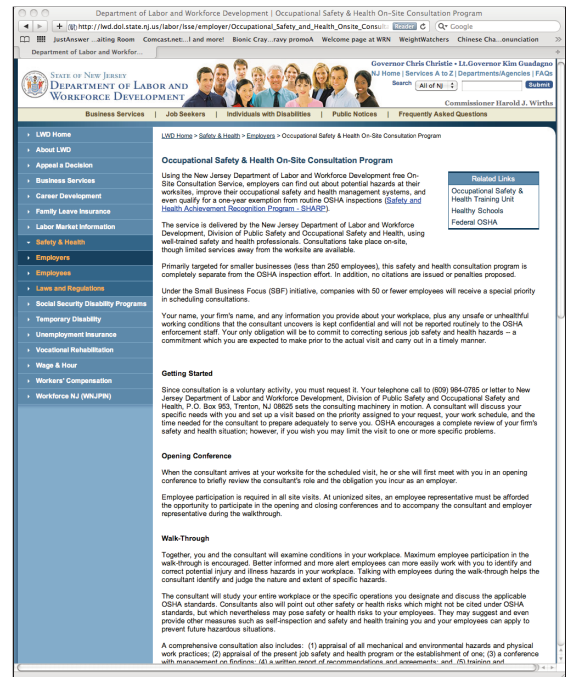 Department of Labor and Workforce Development | Occupational Safety & Health On-Site Consultation Program
http://lwd.dol.state.nj.us/labor/lsse/employer/Occupational_Safety_and_Health_Onsite_Consulta
Reader
Google
JustAnswer ...aiting Room
Comcast.net:...l and more!
Bionic Cray...ravy promoA
Welcome page at WRN
WeightWatchers
Chinese Cha...onunciation
Department of Labor and Workfor...
Governor Chris Christie • Lt.Governor Kim Guadagno
NJ Home | Services A to Z | Departments/Agencies | FAQs
Search
All of NJ
Submit
STATE OF NEW JERSEY
DEPARTMENT OF LABOR AND
WORKFORCE DEVELOPMENT
Commissioner Harold J. Wirths
Business Services | Job Seekers | Individuals with Disabilities | Public Notices | Frequently Asked Questions
LWD Home
About LWD
Appeal a Decision
Business Services
Career Development
Family Leave Insurance
Labor Market Information
Safety & Health
Employers
Employees
Laws and Regulations
Social Security Disability Programs
Temporary Disability
Unemployment Insurance
Vocational Rehabilitation
Wage & Hour
Workers' Compensation
Workforce NJ (WNJPIN)
LWD Home > Safety & Health > Employers > Occupational Safety & Health On-Site Consultation Program
Occupational Safety & Health On-Site Consultation Program
Using the New Jersey Department of Labor and Workforce Development free On-
Site Consultation Service, employers can find out about potential hazards at their
worksites, improve their occupational safety and health management systems, and
even qualify for a one-year exemption from routine OSHA inspections (Safety and
Health Achievement Recognition Program - SHARP).
Related Links
Occupational Safety &
Health Training Unit
Healthy Schools
Federal OSHA
The service is delivered by the New Jersey Department of Labor and Workforce
Development, Division of Public Safety and Occupational Safety and Health, using
well-trained safety and health professionals. Consultations take place on-site,
though limited services away from the worksite are available.
Primarily targeted for smaller businesses (less than 250 employees), this safety and health consultation program is
completely separate from the OSHA inspection effort. In addition, no citations are issued or penalties proposed.
Under the Small Business Focus (SBF) initiative, companies with 50 or fewer employees will receive a special priority
in scheduling consultations.
Your name, your firm's name, and any information you provide about your workplace, plus any unsafe or unhealthful
working conditions that the consultant uncovers is kept confidential and will not be reported routinely to the OSHA
enforcement staff. Your only obligation will be to commit to correcting serious job safety and health hazards -- a
commitment which you are expected to make prior to the actual visit and carry out in a timely manner.
Getting Started
Since consultation is a voluntary activity, you must request it. Your telephone call to (609) 984-0785 or letter to New
Jersey Department of Labor and Workforce Development, Division of Public Safety and Occupational Safety and
Health, P.O. Box 953, Trenton, NJ 08625 sets the consulting machinery in motion. A consultant will discuss your
specific needs with you and set up a visit based on the priority assigned to your request, your work schedule, and the
time needed for the consultant to prepare adequately to serve you. OSHA encourages a complete review of your firm's
safety and health situation; however, if you wish you may limit the visit to one or more specific problems.
Opening Conference
When the consultant arrives at your worksite for the scheduled visit, he or she will first meet with you in an opening
conference to briefly review the consultant's role and the obligation you incur as an employer.
Employee participation is required in all site visits. At unionized sites, an employee representative must be afforded
the opportunity to participate in the opening and closing conferences and to accompany the consultant and employer
representative during the walkthrough.
Walk-Through
Together, you and the consultant will examine conditions in your workplace. Maximum employee participation in the
walk-through is encouraged. Better informed and more alert employees can more easily work with you to identify and
correct potential injury and illness hazards in your workplace. Talking with employees during the walk-through helps the
consultant identify and judge the nature and extent of specific hazards.
The consultant will study your entire workplace or the specific operations you designate and discuss the applicable
OSHA standards. Consultants also will point out other safety or health risks which might not be cited under OSHA
standards, but which nevertheless may pose safety or health risks to your employees. They may suggest and even
provide other measures such as self-inspection and safety and health training you and your employees can apply to
prevent future hazardous situations.
A comprehensive consultation also includes: (1) appraisal of all mechanical and environmental hazards and physical
work practices; (2) appraisal of the present job safety and health program or the establishment of one; (3) a conference
with management on findings; (4) a written report of recommendations and agreements; and (5) training and